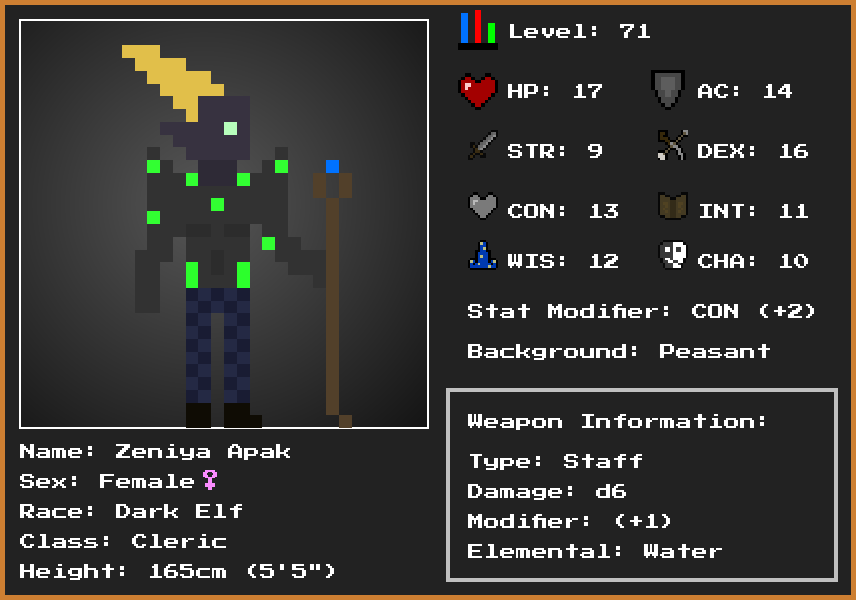 Level: 71
HP: 17 AC: 14
STR: 9 DEX: 16
CON: 13 INT: 11
WIS: 12 CHA: 10
Stat Modifier: CON (+2)
Background: Peasant
Weapon Information:
Type: Staff
Damage: d6
Modifier: (+1)
Elemental: Water
Name: Zeniya Apak
Sex: Female♀
Race: Dark Elf
Class: Cleric
Height: 165cm (5'5")